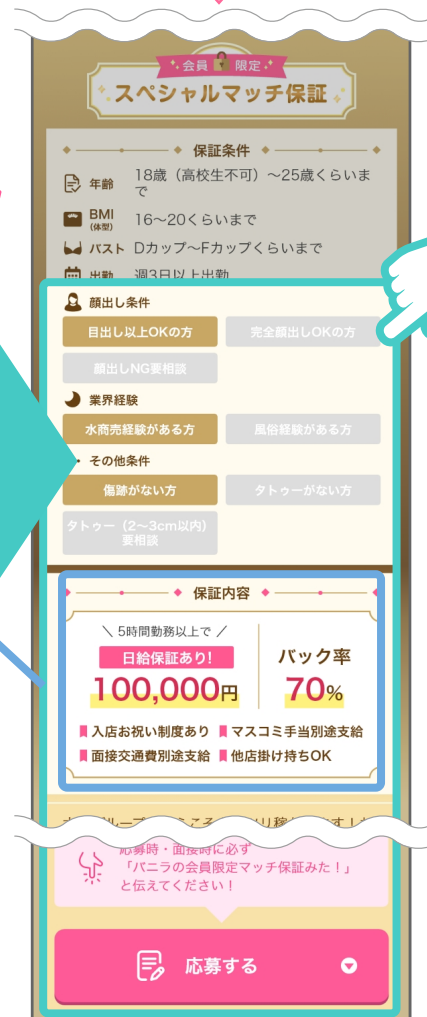 会員 限定
スペシャルマッチ保証
保証条件
年齢 18歳（高校生不可）〜25歳くらいま
で
BMI
(体型) 16〜20くらいまで
バスト Dカップ〜Fカップくらいまで
出勤 週3日以上出勤
顔出し条件
目出し以上OKの方 完全顔出しOKの方
顔出しNG要相談
業界経験
水商売経験がある方 風俗経験がある方
その他条件
傷跡がない方 タトゥーがない方
タトゥー（2〜3cm以内）
要相談
保証内容
＼ 5時間勤務以上で ／
日給保証あり!
100,000円
バック率
70%
入店お祝い制度あり マスコミ手当別途支給
面接交通費別途支給 他店掛け持ちOK
応募時・面接時に必ず
「バニラの会員限定マッチ保証みた！」
と伝えてください！
応募する